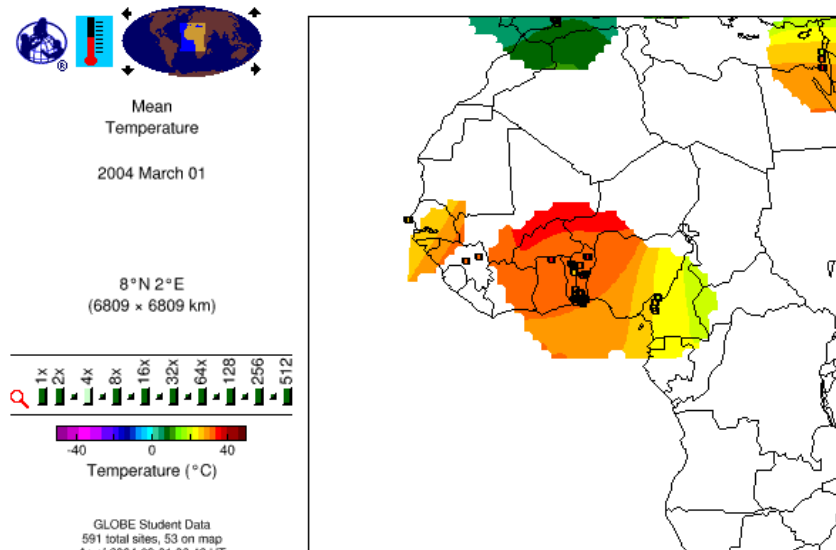 ®
Mean
Temperature
2004 March 01
8°N 2°E
(6809 × 6809 km)
1x 2x 4x 8x 16x 32x 64x 128 256 512
-40 0 40
Temperature (°C)
GLOBE Student Data
591 total sites, 53 on map